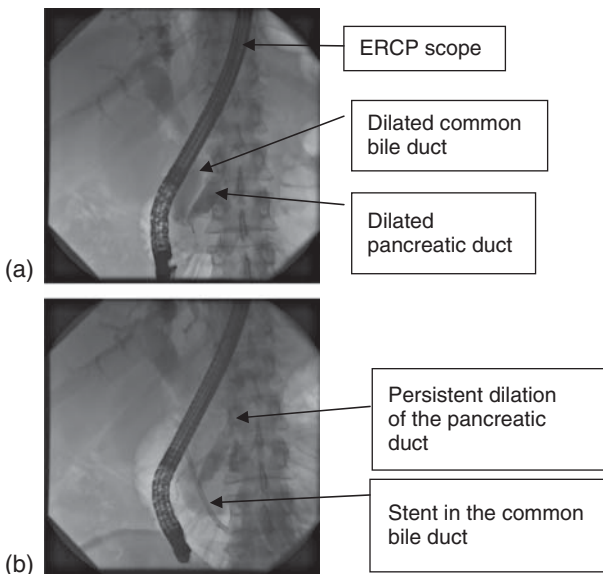 ERCP scope
Dilated common
bile duct
Dilated
pancreatic duct
(a)
Persistent dilation
of the pancreatic
duct
Stent in the common
bile duct
(b)